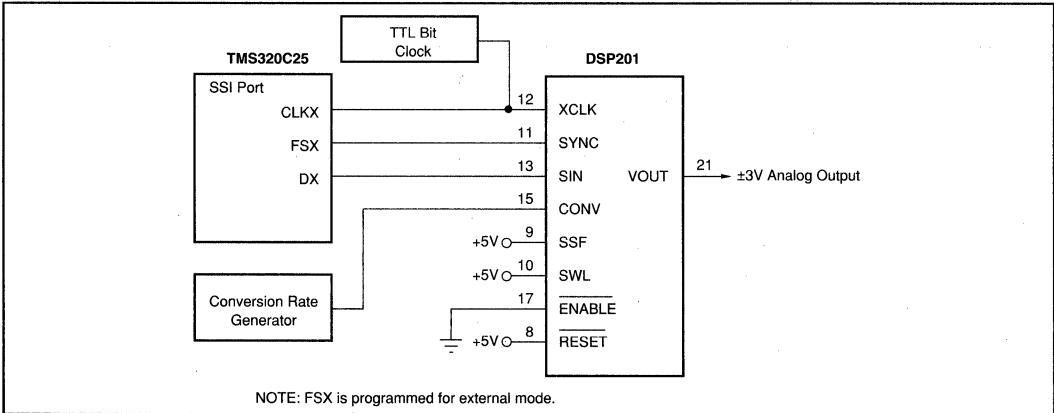 TTL Bit
Clock
TMS320C25
DSP201
SSI Port
CLKX
12
XCLK
FSX
11
SYNC
DX
13
SIN
VOUT
21
±3V Analog Output
15
CONV
+5V
9
SSF
+5V
10
SWL
Conversion Rate
Generator
17
ENABLE
+5V
8
RESET
NOTE: FSX is programmed for external mode.